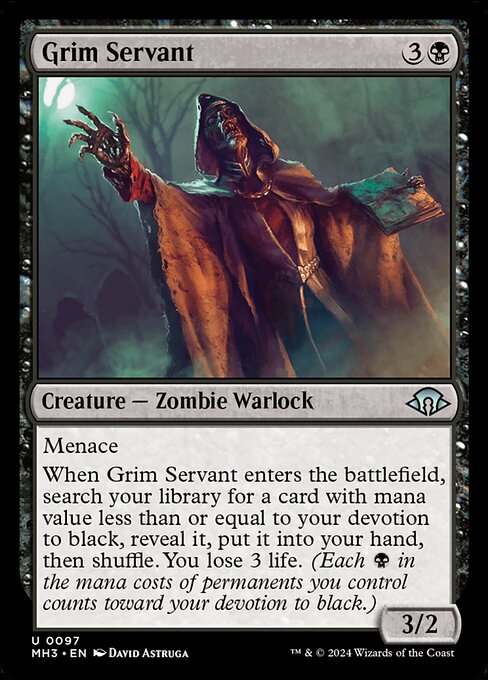 Grim Servant 3
Creature — Zombie Warlock
Menace
When Grim Servant enters the battlefield,
search your library for a card with mana
value less than or equal to your devotion
to black, reveal it, put it into your hand,
then shuffle. You lose 3 life. (Each in
the mana costs of permanents you control
counts toward your devotion to black.)
3/2
U 0097
MH3 • EN DAVID ASTRUGA
™ & © 2024 Wizards of the Coast